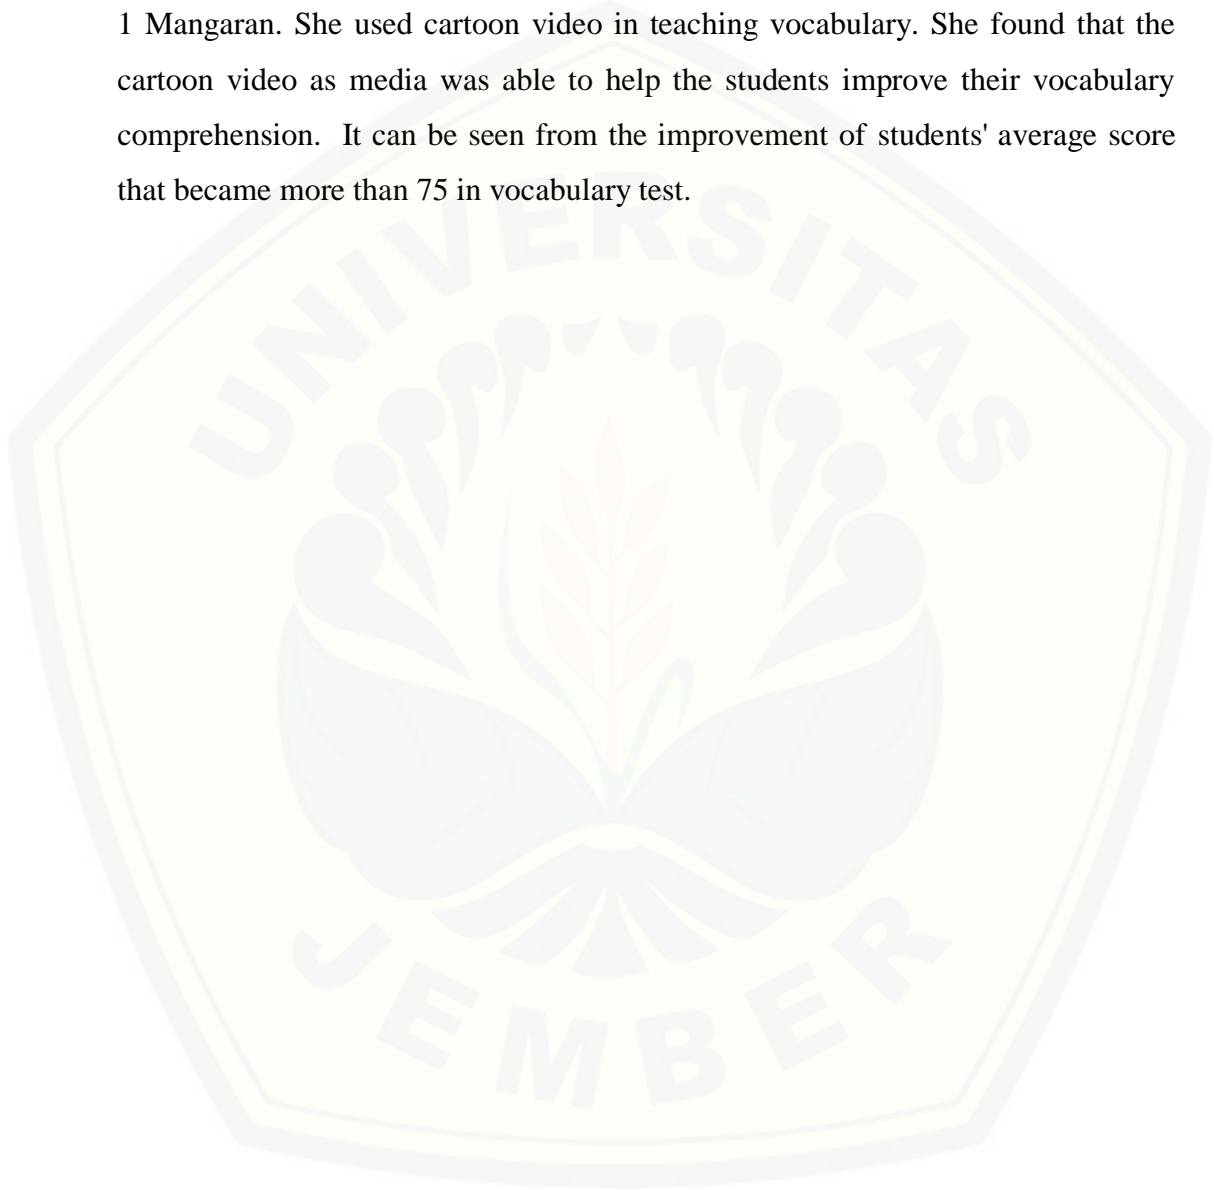 1 Mangaran. She used cartoon video in teaching vocabulary. She found that the
cartoon video as media was able to help the students improve their vocabulary
comprehension.  It can be seen from the improvement of students' average score
that became more than 75 in vocabulary test.
UNIVERSITAS
JEMBER